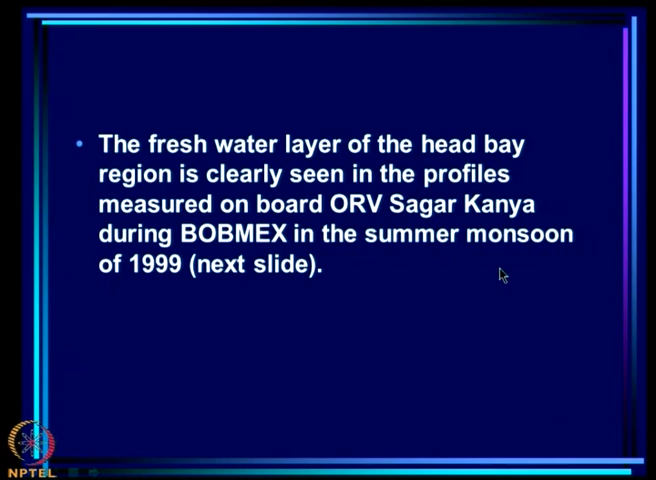 • The fresh water layer of the head bay
region is clearly seen in the profiles
measured on board ORV Sagar Kanya
during BOBMEX in the summer monsoon
of 1999 (next slide).
NPTEL